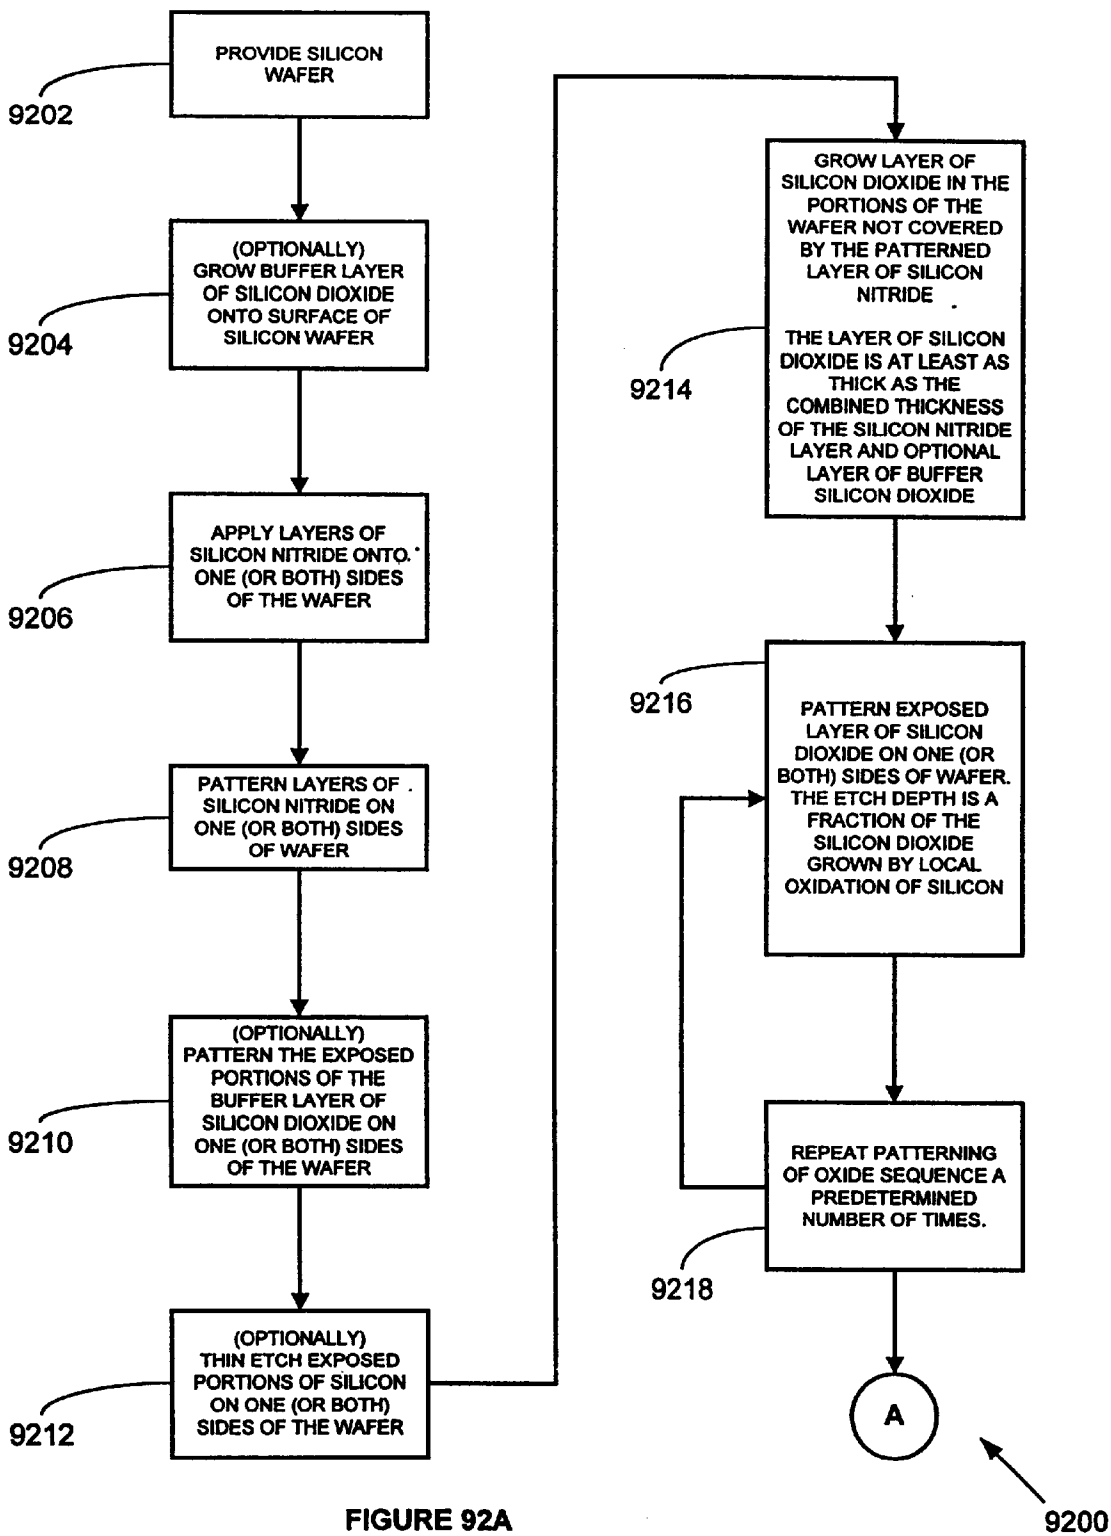 PROVIDE SILICON
WAFER
9202
(OPTIONALLY)
GROW BUFFER LAYER
OF SILICON DIOXIDE
ONTO SURFACE OF
SILICON WAFER
9204
APPLY LAYERS OF
SILICON NITRIDE ONTO
ONE (OR BOTH) SIDES
OF THE WAFER
9206
PATTERN LAYERS OF
SILICON NITRIDE ON
ONE (OR BOTH) SIDES
OF WAFER
9208
(OPTIONALLY)
PATTERN THE EXPOSED
PORTIONS OF THE
BUFFER LAYER OF
SILICON DIOXIDE ON
ONE (OR BOTH) SIDES
OF THE WAFER
9210
(OPTIONALLY)
THIN ETCH EXPOSED
PORTIONS OF SILICON
ON ONE (OR BOTH)
SIDES OF THE WAFER
9212
GROW LAYER OF
SILICON DIOXIDE IN THE
PORTIONS OF THE
WAFER NOT COVERED
BY THE PATTERNED
LAYER OF SILICON
NITRIDE
THE LAYER OF SILICON
DIOXIDE IS AT LEAST AS
THICK AS THE
COMBINED THICKNESS
OF THE SILICON NITRIDE
LAYER AND OPTIONAL
LAYER OF BUFFER
SILICON DIOXIDE
9214
PATTERN EXPOSED
LAYER OF SILICON
DIOXIDE ON ONE (OR
BOTH) SIDES OF WAFER.
THE ETCH DEPTH IS A
FRACTION OF THE
SILICON DIOXIDE
GROWN BY LOCAL
OXIDATION OF SILICON
9216
REPEAT PATTERNING
OF OXIDE SEQUENCE A
PREDETERMINED
NUMBER OF TIMES.
9218
A
9200
FIGURE 92A